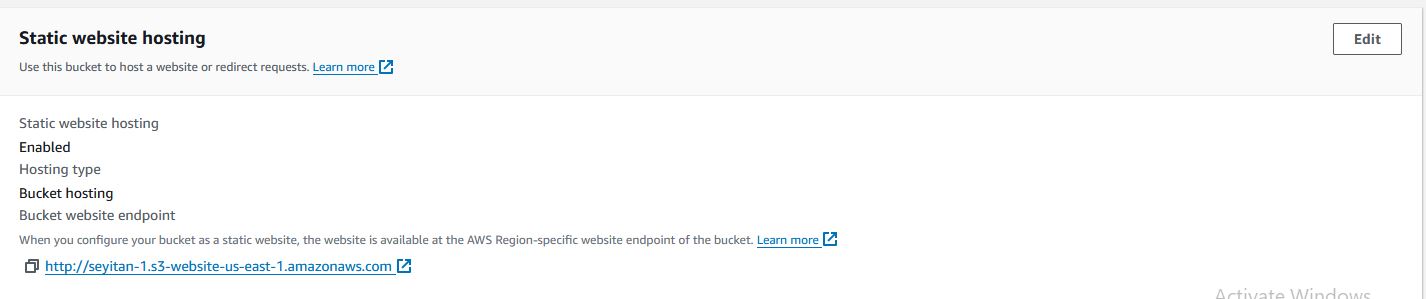 Static website hosting
Edit
Use this bucket to host a website or redirect requests. Learn more
Static website hosting
Enabled
Hosting type
Bucket hosting
Bucket website endpoint
When you configure your bucket as a static website, the website is available at the AWS Region-specific website endpoint of the bucket. Learn more
http://seyitan-1.s3-website-us-east-1.amazonaws.com
Activate Windows